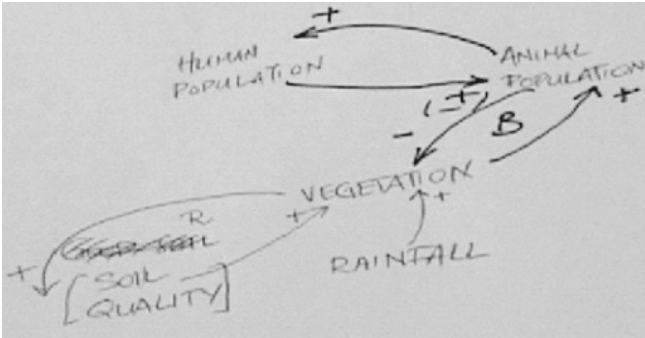 +
HUMAN
POPULATION
ANIMAL
POPULATION
+
(-+)
-
B
VEGETATION
+
+
R
+
[SOIL
QUALITY]
RAINFALL